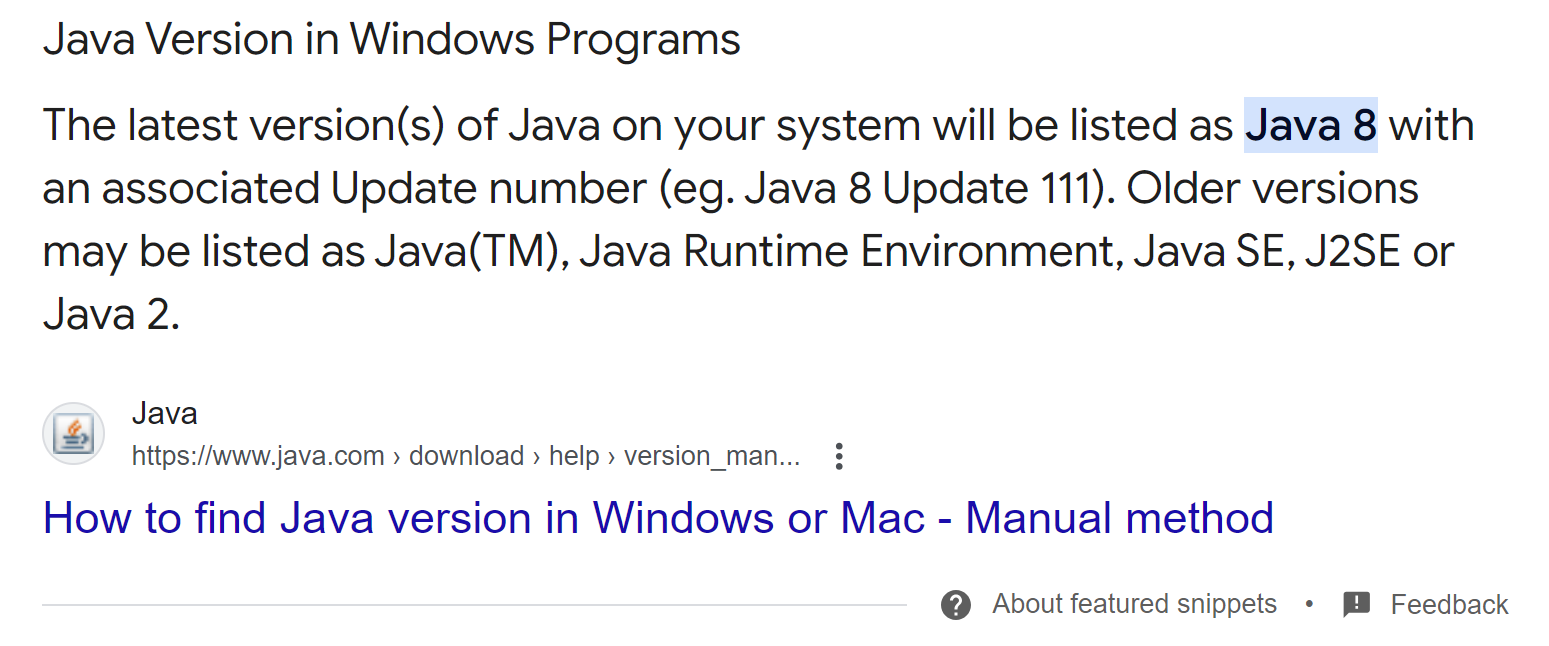 Java Version in Windows Programs
The latest version(s) of Java on your system will be listed as Java 8 with
an associated Update number (eg. Java 8 Update 111). Older versions
may be listed as Java(TM), Java Runtime Environment, Java SE, J2SE or
Java 2.
Java
https://www.java.com › download › help › version_man...
How to find Java version in Windows or Mac - Manual method
About featured snippets • Feedback